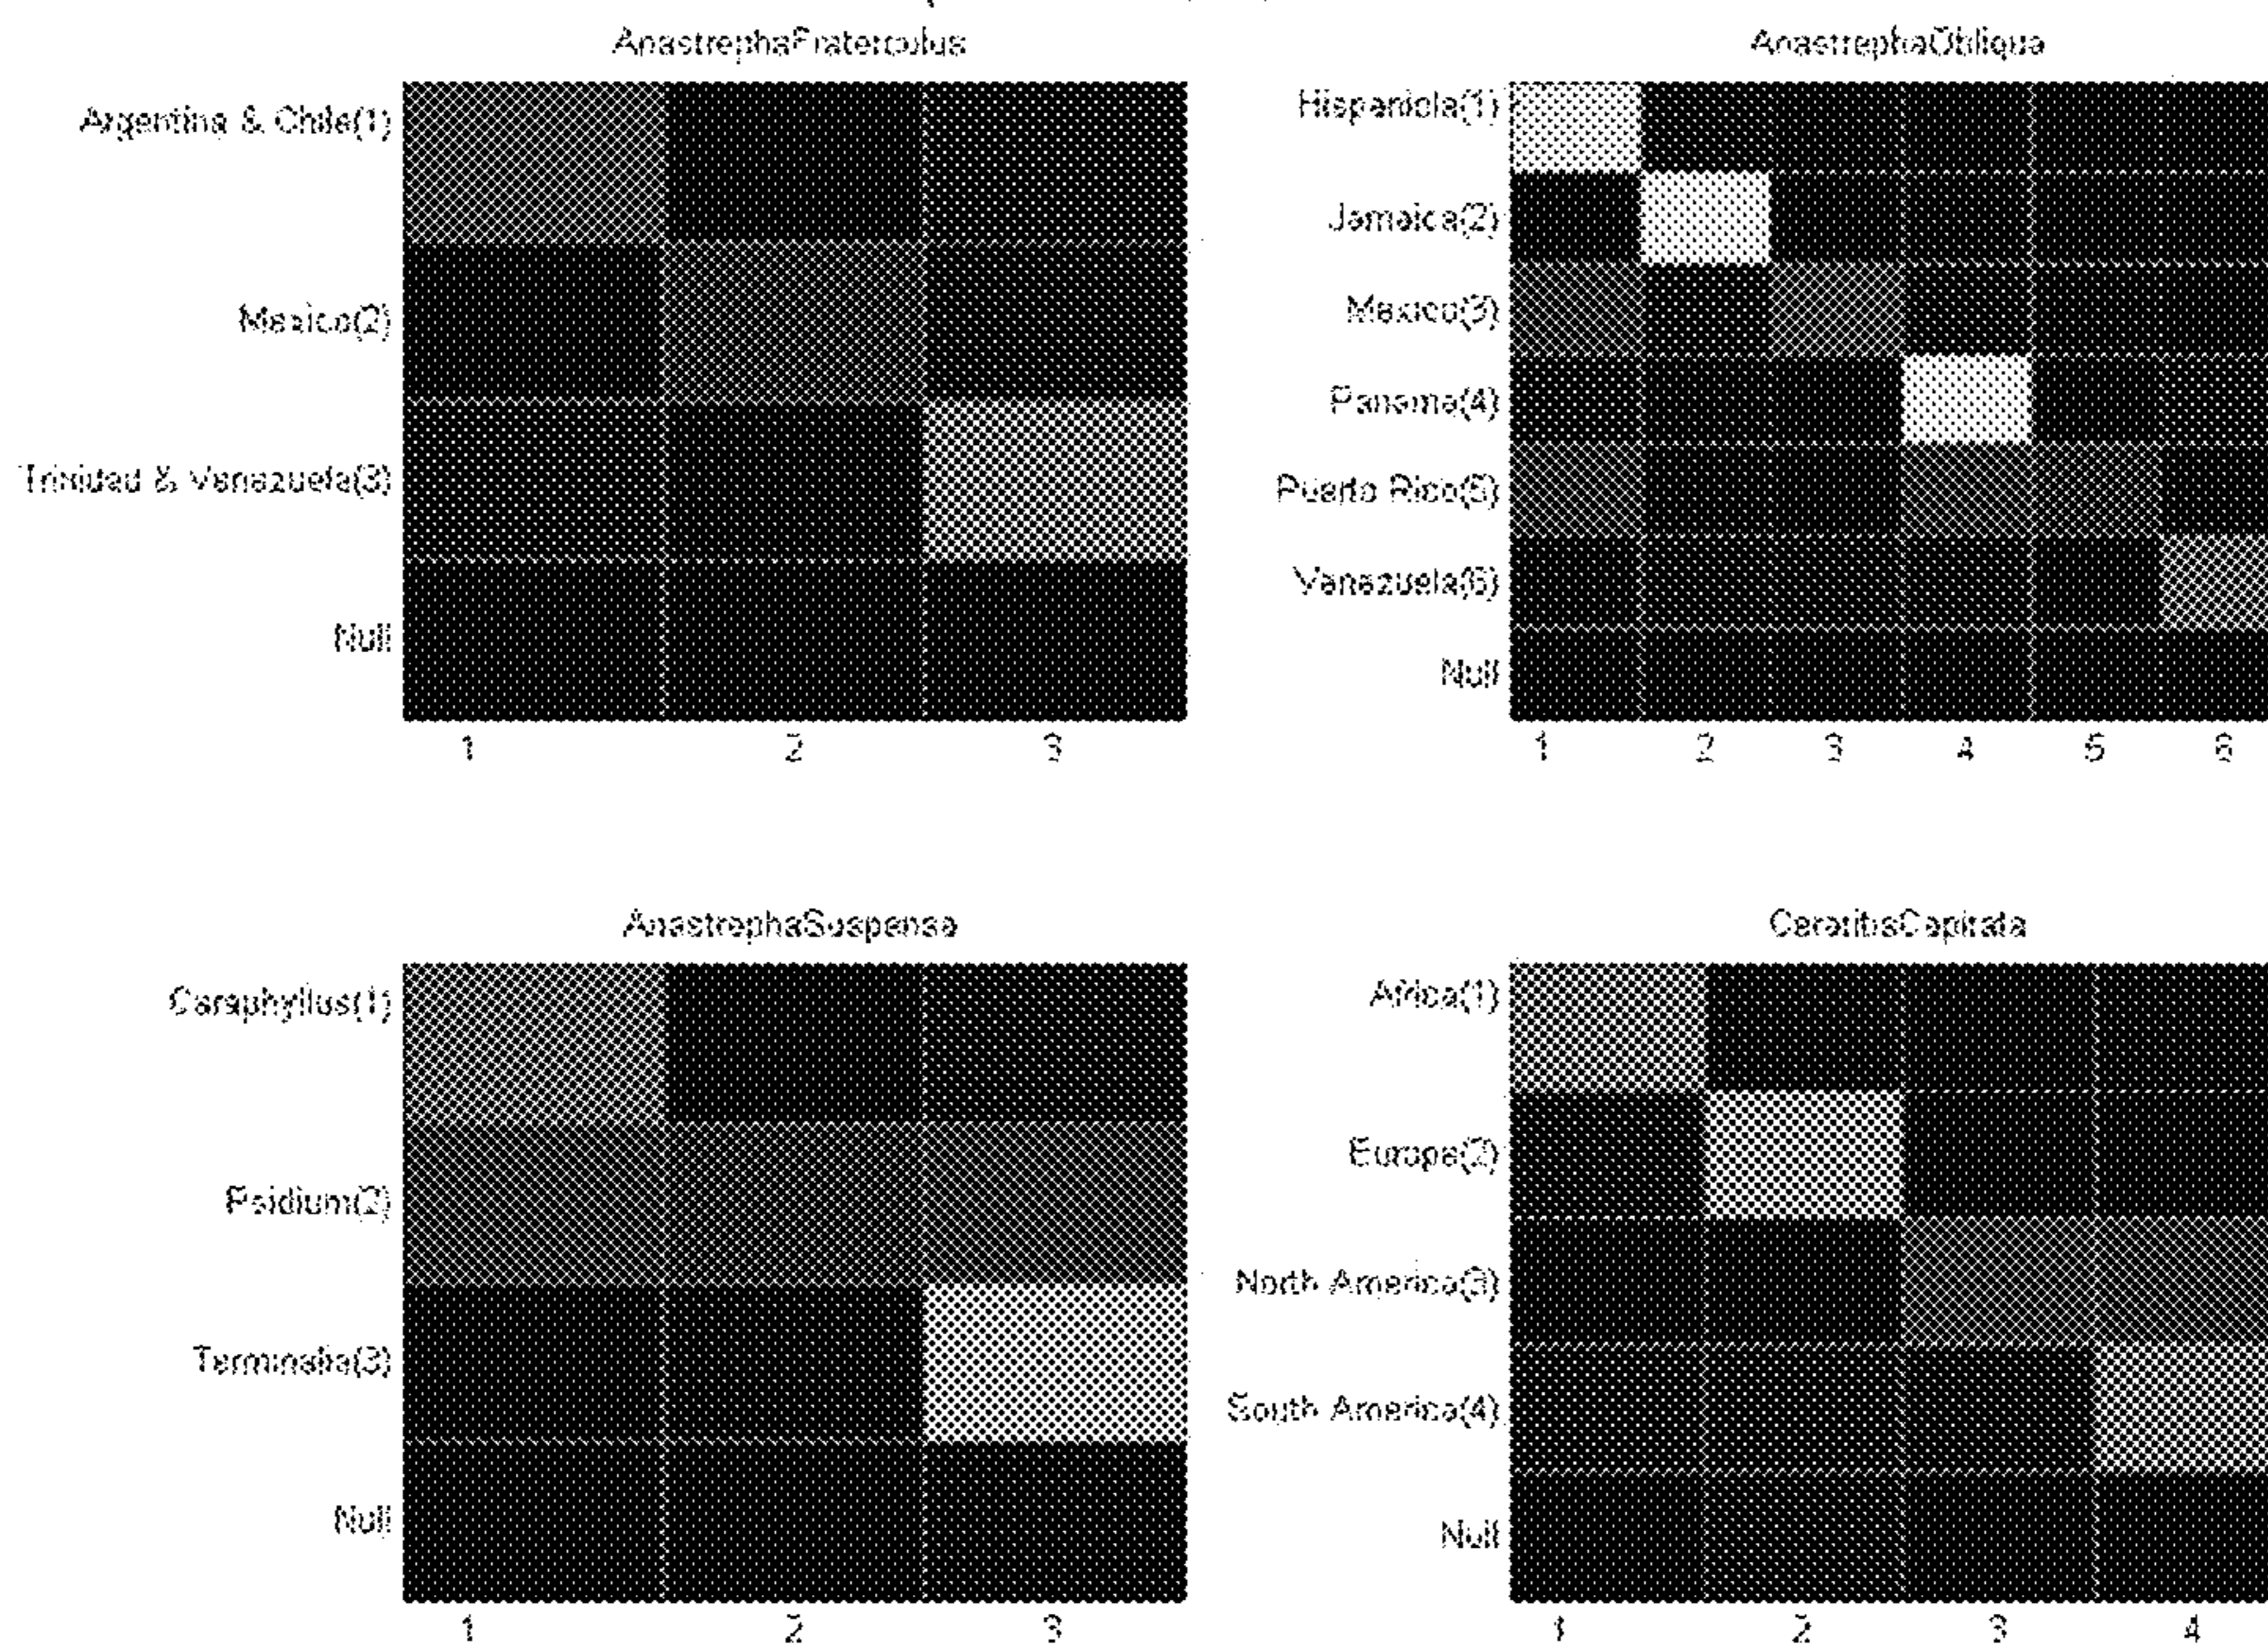 AnastrephaFraterculus
Argentina & Chile(1)
Mexico(2)
Trinidad & Venezuela(3)
Null
1 2 3
AnastrephaObliqua
Hispaniola(1)
Jamaica(2)
Mexico(3)
Panama(4)
Puerto Rico(5)
Venezuela(6)
Null
1 2 3 4 5 6
AnastrephaSuspensa
Caraphyllus(1)
Psidium(2)
Terminalia(3)
Null
1 2 3
CeratitisCapitata
Africa(1)
Europe(2)
North America(3)
South America(4)
Null
1 2 3 4